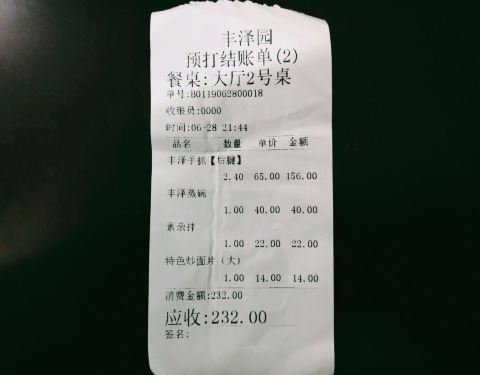 丰泽园
预打结账单(2)
餐桌:大厅2号桌
单号:B0119062800018
收银员:0000
时间:06-28 21:44
品名 数量 单价 金额
丰泽手抓【后腱】
2.40 65.00 156.00
丰泽蒸碗
1.00 40.00 40.00
素杂拌
1.00 22.00 22.00
特色炒面片(大)
1.00 14.00 14.00
消费金额:232.00
应收:232.00
签名: